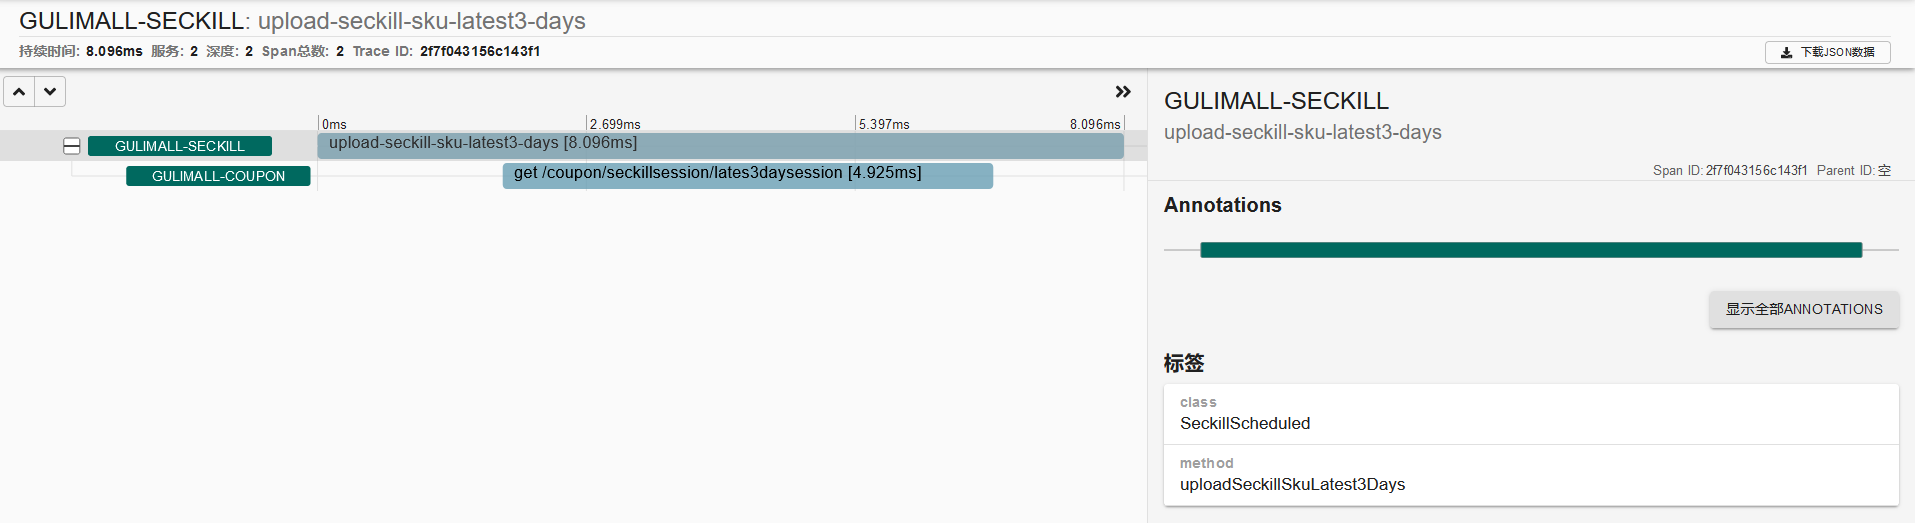 GULIMALL-SECKILL: upload-seckill-sku-latest3-days
持续时间: 8.096ms 服务: 2 深度: 2 Span总数: 2 Trace ID: 2f7f043156c143f1
下载JSON数据
0ms 2.699ms 5.397ms 8.096ms
GULIMALL-SECKILL upload-seckill-sku-latest3-days [8.096ms]
GULIMALL-COUPON get /coupon/seckillsession/lates3daysession [4.925ms]
GULIMALL-SECKILL
upload-seckill-sku-latest3-days
Span ID: 2f7f043156c143f1 Parent ID: 空
Annotations
显示全部ANNOTATIONS
标签
class
SeckillScheduled
method
uploadSeckillSkuLatest3Days